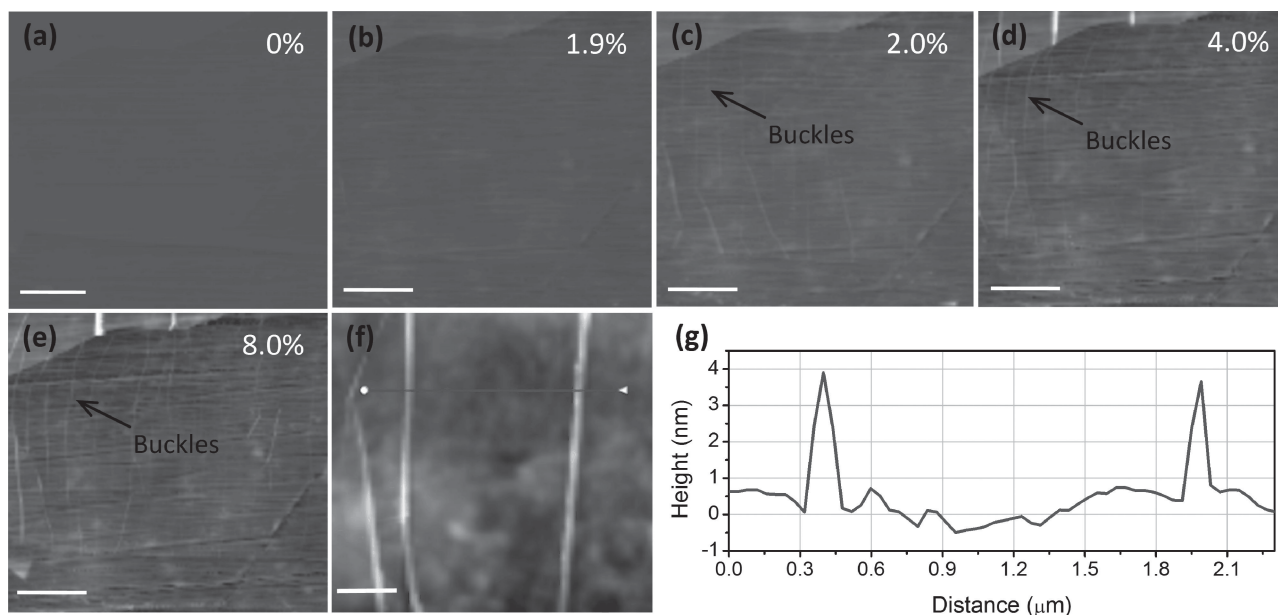 (a)
0%
(b)
1.9%
(c)
2.0%
Buckles
(d)
4.0%
Buckles
(e)
8.0%
Buckles
(f)
(g)
Height (nm)
4
3
2
1
0
-1
0.0 0.3 0.6 0.9 1.2 1.5 1.8 2.1
Distance (μm)